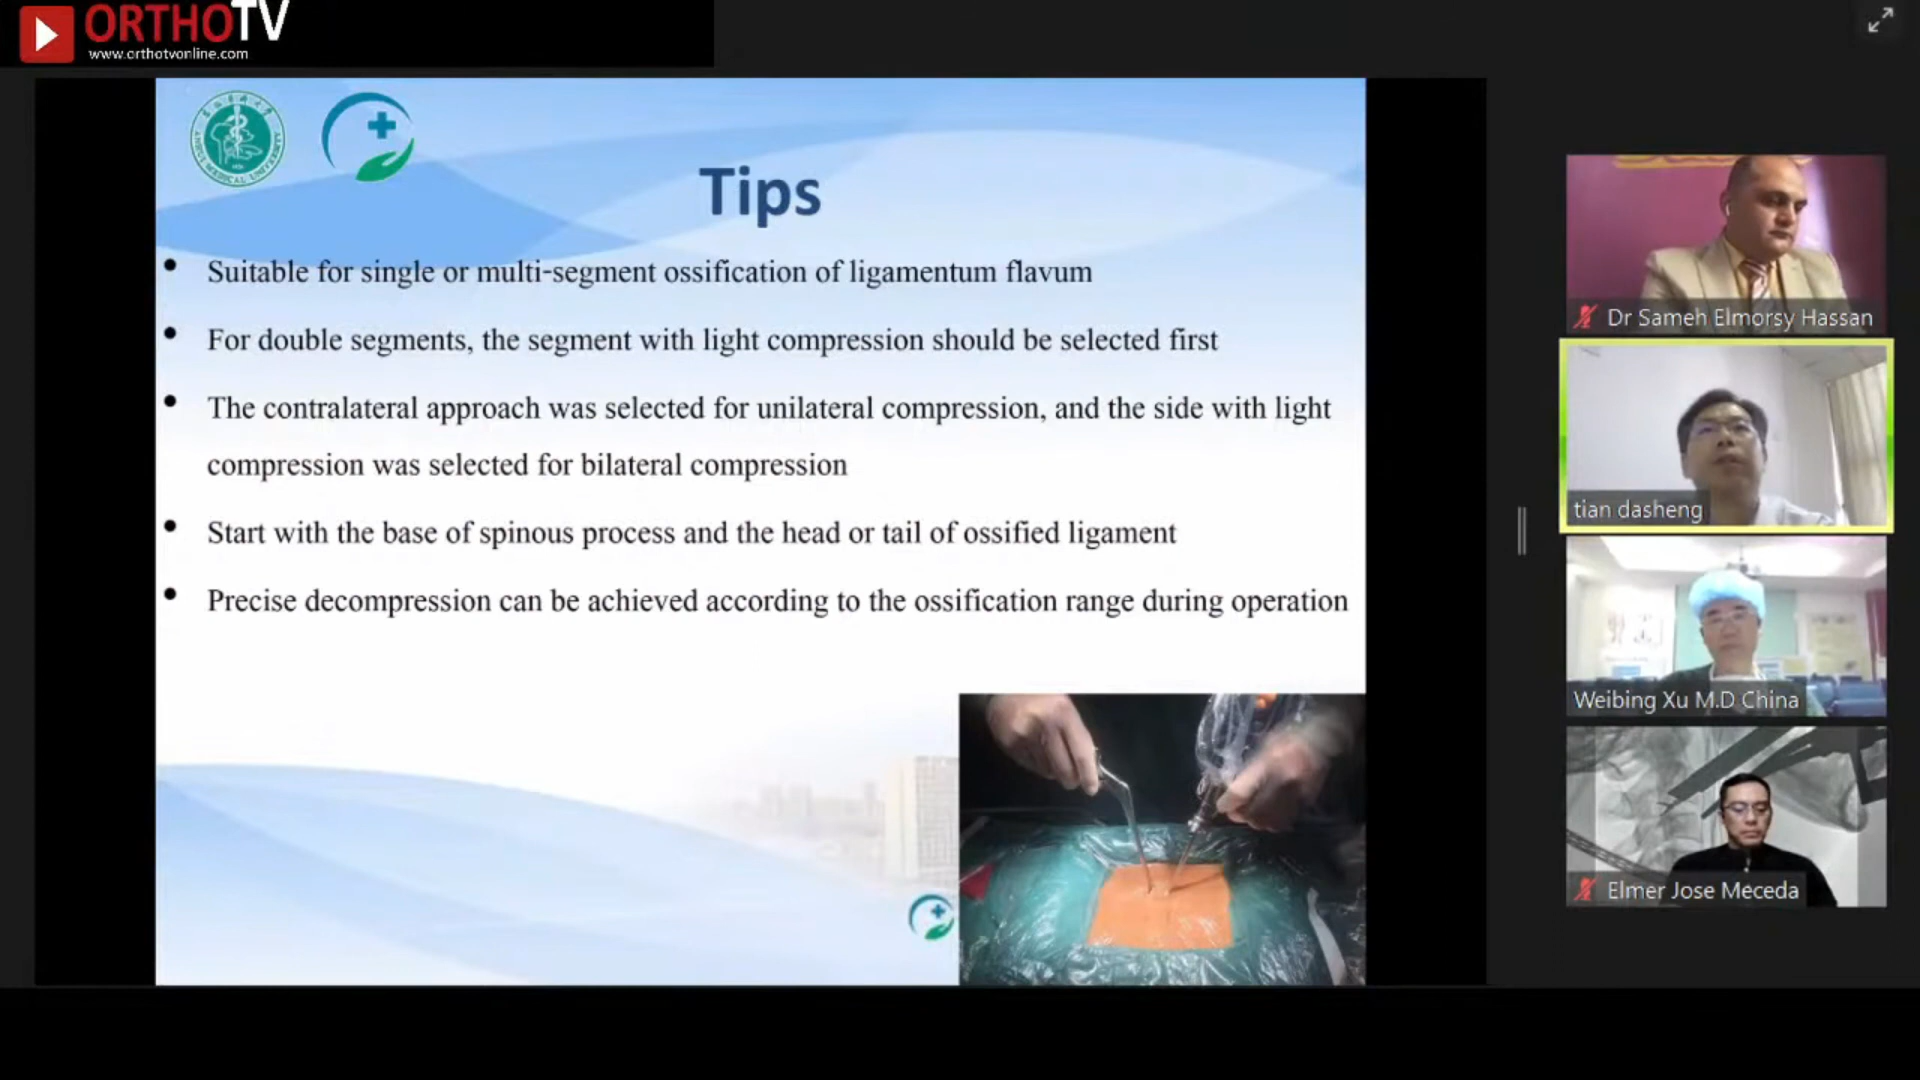 ORTHOTV
www.orthotvonline.com
Tips
• Suitable for single or multi-segment ossification of ligamentum flavum
• For double segments, the segment with light compression should be selected first
• The contralateral approach was selected for unilateral compression, and the side with light
compression was selected for bilateral compression
• Start with the base of spinous process and the head or tail of ossified ligament
• Precise decompression can be achieved according to the ossification range during operation
Dr Sameh Elmorsy Hassan
tian dasheng
Weibing Xu M.D China
Elmer Jose Meceda